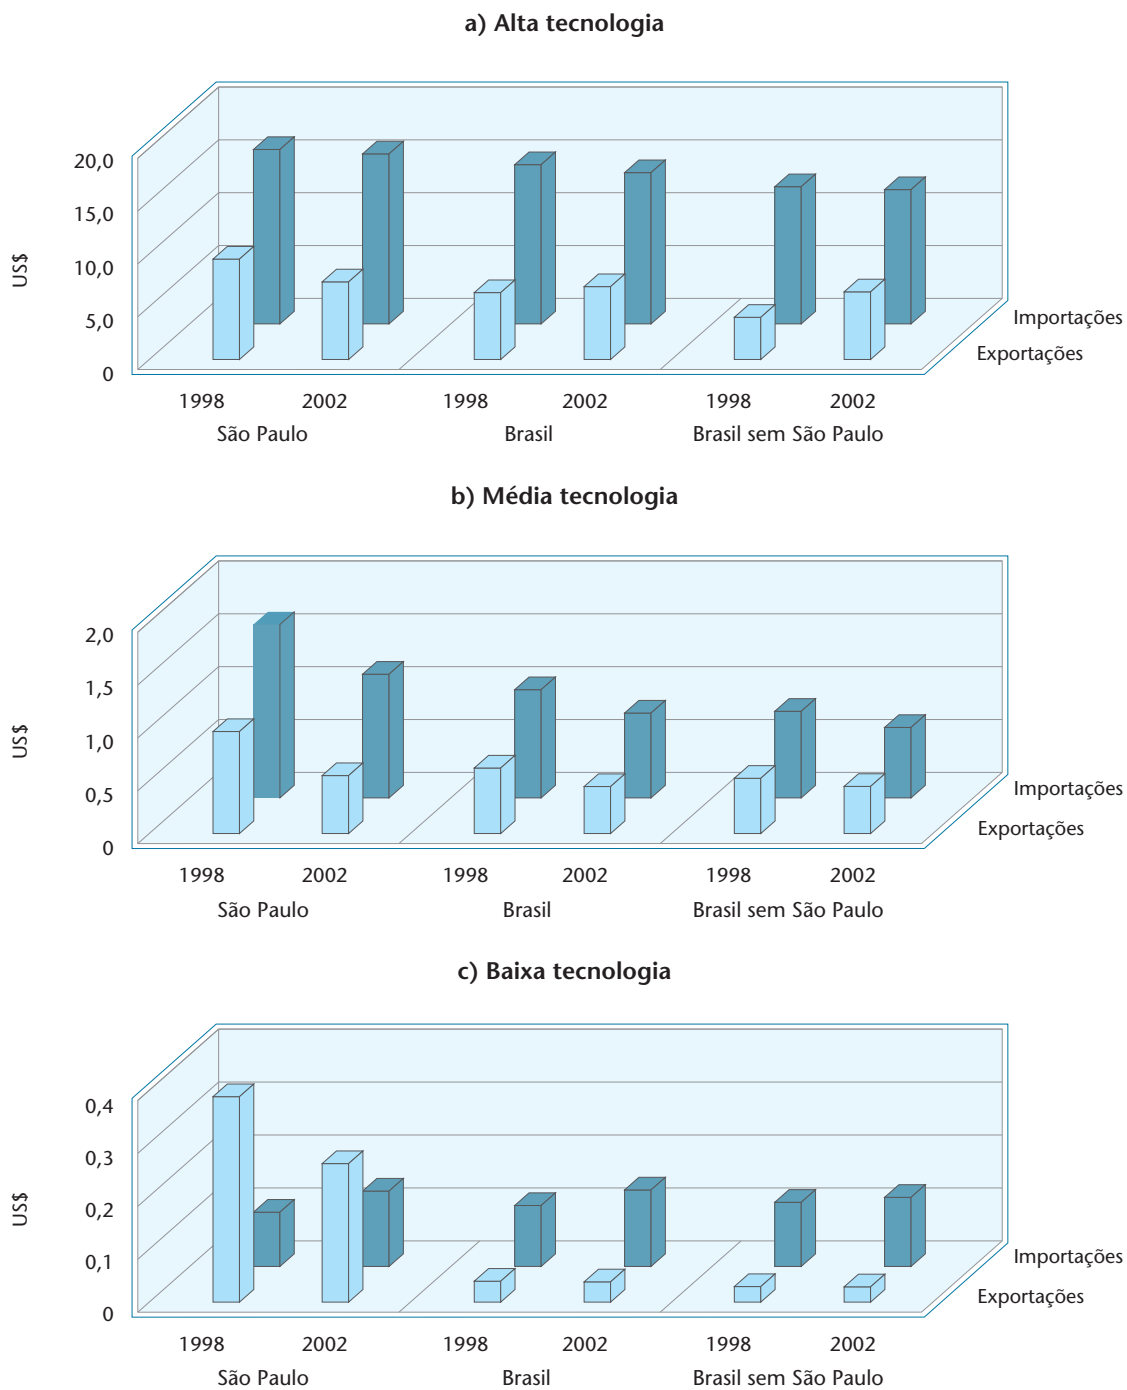 a) Alta tecnologia
20,0
15,0
10,0
5,0
0
US$
Importações
Exportações
1998 2002 1998 2002 1998 2002
São Paulo Brasil Brasil sem São Paulo
b) Média tecnologia
2,0
1,5
1,0
0,5
0
US$
Importações
Exportações
1998 2002 1998 2002 1998 2002
São Paulo Brasil Brasil sem São Paulo
c) Baixa tecnologia
0,4
0,3
0,2
0,1
0
US$
Importações
Exportações
1998 2002 1998 2002 1998 2002
São Paulo Brasil Brasil sem São Paulo